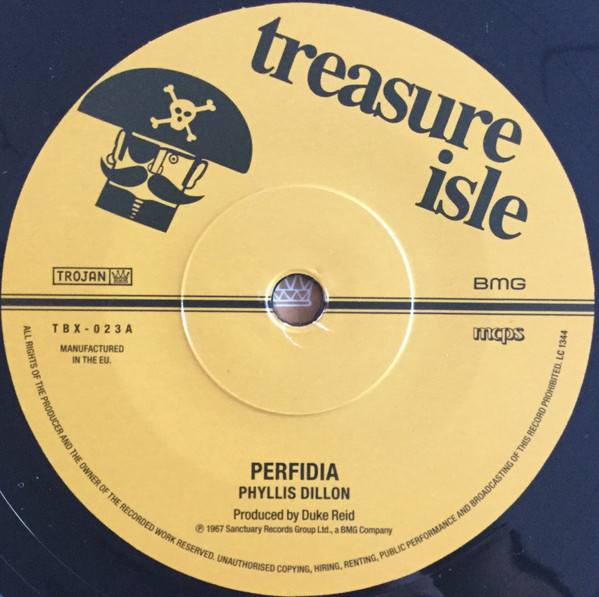 treasure
isle
TROJAN
BMG
TBX-023A
mcps
MANUFACTURED
IN THE EU.
PERFIDIA
PHYLLIS DILLON
Produced by Duke Reid
℗ 1967 Sanctuary Records Group Ltd., a BMG Company
ALL RIGHTS OF THE PRODUCER AND THE OWNER OF THE RECORDED WORK RESERVED. UNAUTHORISED COPYING, HIRING, RENTING, PUBLIC PERFORMANCE AND BROADCASTING OF THIS RECORD PROHIBITED. LC 1344